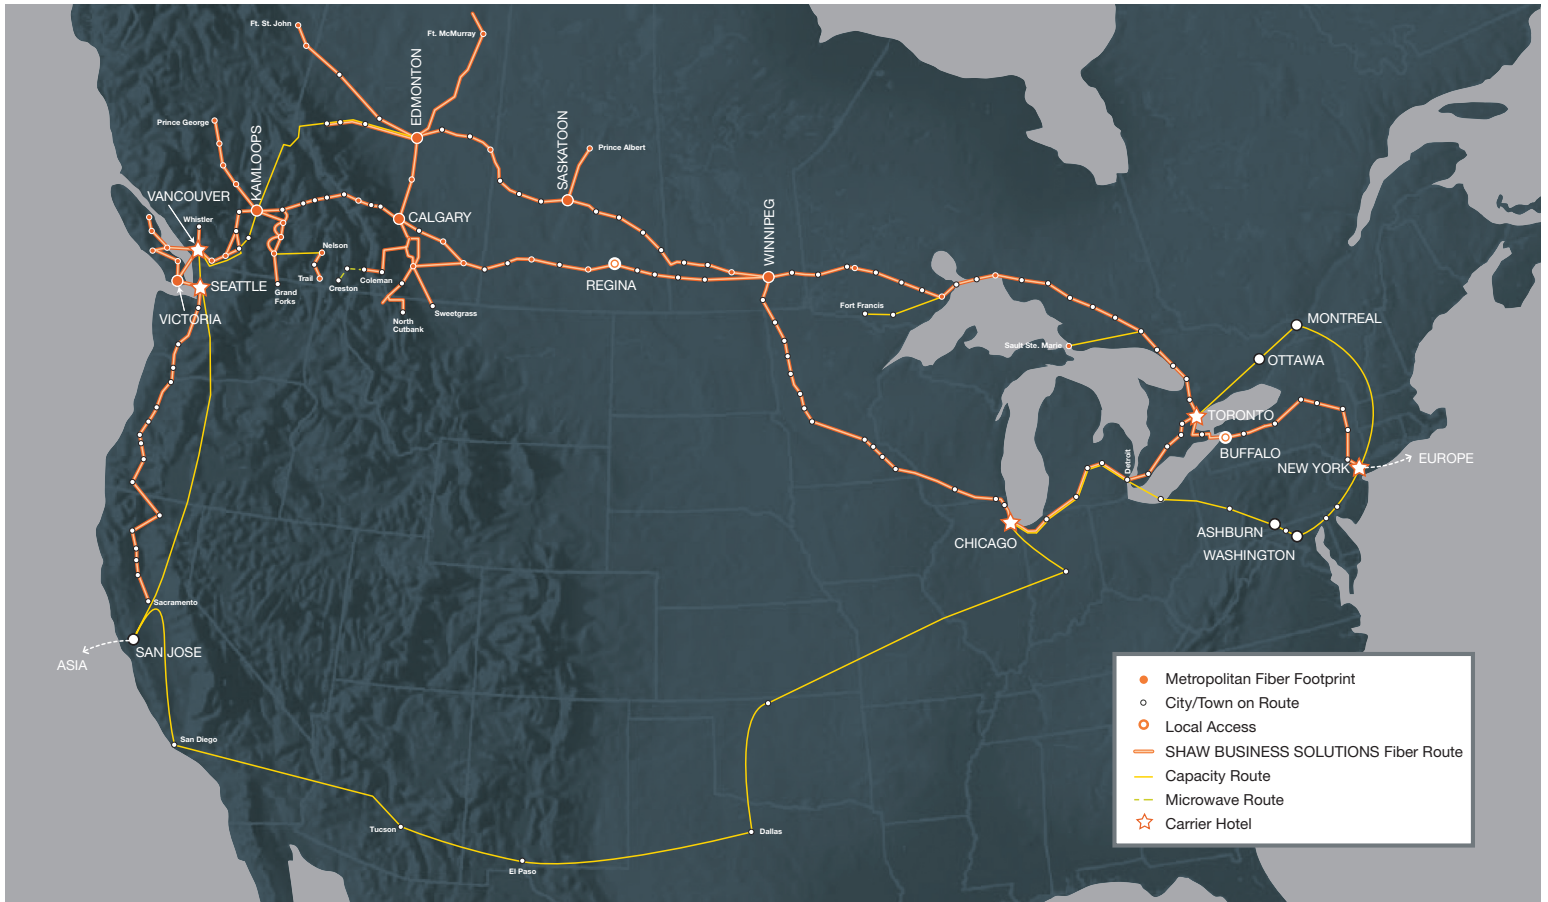 Ft. St. John
Ft. McMurray
EDMONTON
Prince George
KAMLOOPS
SASKATOON
Prince Albert
VANCOUVER
Whistler
CALGARY
WINNIPEG
Nelson
Trail
Creston
Coleman
REGINA
SEATTLE
Grand
Forks
VICTORIA
North
Cutbank
Sweetgrass
Fort Francis
Sault Ste. Marie
MONTREAL
OTTAWA
TORONTO
BUFFALO
Detroit
NEW YORK
EUROPE
CHICAGO
ASHBURN
WASHINGTON
Sacramento
SAN JOSE
ASIA
San Diego
Tucson
El Paso
Dallas
Metropolitan Fiber Footprint
City/Town on Route
Local Access
SHAW BUSINESS SOLUTIONS Fiber Route
Capacity Route
Microwave Route
Carrier Hotel